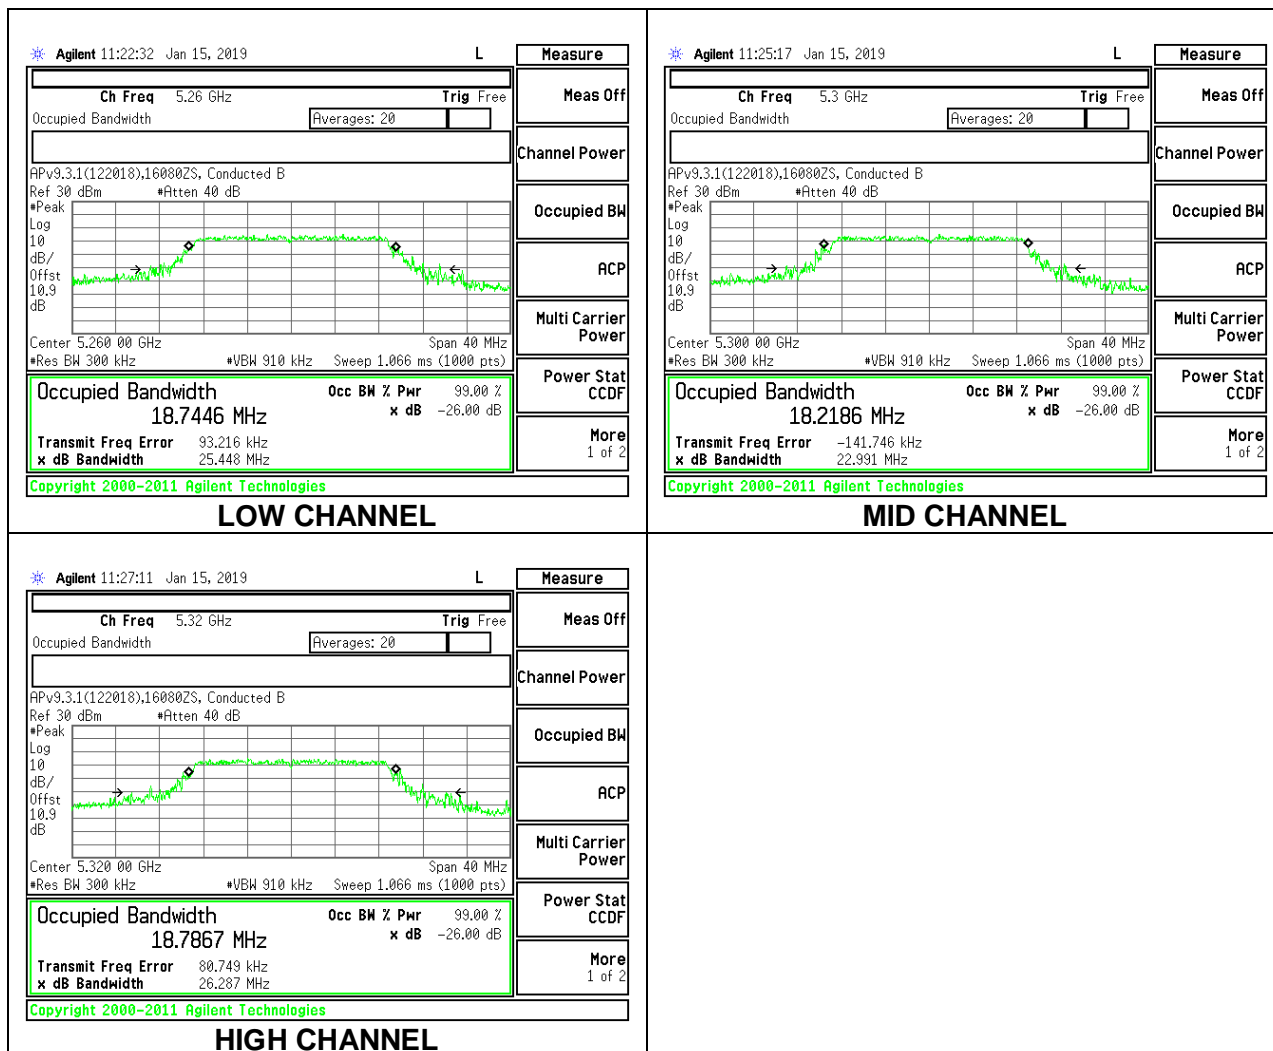 Agilent 11:22:32 Jan 15, 2019 L Measure
Ch Freq 5.26 GHz Trig Free
Meas Off
Occupied Bandwidth Averages: 20
Channel Power
APv9.3.1(122018),16080ZS, Conducted B
Ref 30 dBm #Atten 40 dB
#Peak
Log
10
dB/
Offst
10.9
dB
Occupied BW
ACP
Multi Carrier
Power
Center 5.260 00 GHz Span 40 MHz
#Res BW 300 kHz #VBW 910 kHz Sweep 1.066 ms (1000 pts)
Power Stat
CCDF
Occupied Bandwidth Occ BW % Pwr 99.00 %
18.7446 MHz x dB -26.00 dB
Transmit Freq Error 93.216 kHz
x dB Bandwidth 25.448 MHz
More
1 of 2
Copyright 2000-2011 Agilent Technologies
LOW CHANNEL
Agilent 11:25:17 Jan 15, 2019 L Measure
Ch Freq 5.3 GHz Trig Free
Meas Off
Occupied Bandwidth Averages: 20
Channel Power
APv9.3.1(122018),16080ZS, Conducted B
Ref 30 dBm #Atten 40 dB
#Peak
Log
10
dB/
Offst
10.9
dB
Occupied BW
ACP
Multi Carrier
Power
Center 5.300 00 GHz Span 40 MHz
#Res BW 300 kHz #VBW 910 kHz Sweep 1.066 ms (1000 pts)
Power Stat
CCDF
Occupied Bandwidth Occ BW % Pwr 99.00 %
18.2186 MHz x dB -26.00 dB
Transmit Freq Error -141.746 kHz
x dB Bandwidth 22.991 MHz
More
1 of 2
Copyright 2000-2011 Agilent Technologies
MID CHANNEL
Agilent 11:27:11 Jan 15, 2019 L Measure
Ch Freq 5.32 GHz Trig Free
Meas Off
Occupied Bandwidth Averages: 20
Channel Power
APv9.3.1(122018),16080ZS, Conducted B
Ref 30 dBm #Atten 40 dB
#Peak
Log
10
dB/
Offst
10.9
dB
Occupied BW
ACP
Multi Carrier
Power
Center 5.320 00 GHz Span 40 MHz
#Res BW 300 kHz #VBW 910 kHz Sweep 1.066 ms (1000 pts)
Power Stat
CCDF
Occupied Bandwidth Occ BW % Pwr 99.00 %
18.7867 MHz x dB -26.00 dB
Transmit Freq Error 80.749 kHz
x dB Bandwidth 26.287 MHz
More
1 of 2
Copyright 2000-2011 Agilent Technologies
HIGH CHANNEL